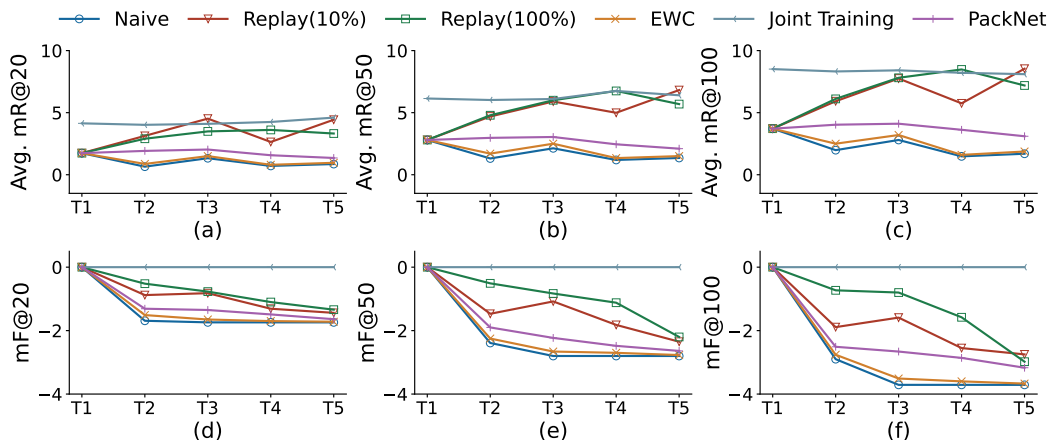 Naive Replay(10%) Replay(100%) EWC Joint Training PackNet
Avg. mR@20
10
5
0
T1 T2 T3 T4 T5
(a)
Avg. mR@50
10
5
0
T1 T2 T3 T4 T5
(b)
Avg. mR@100
10
5
0
T1 T2 T3 T4 T5
(c)
mF@20
0
−2
−4
T1 T2 T3 T4 T5
(d)
mF@50
0
−2
−4
T1 T2 T3 T4 T5
(e)
mF@100
0
−2
−4
T1 T2 T3 T4 T5
(f)